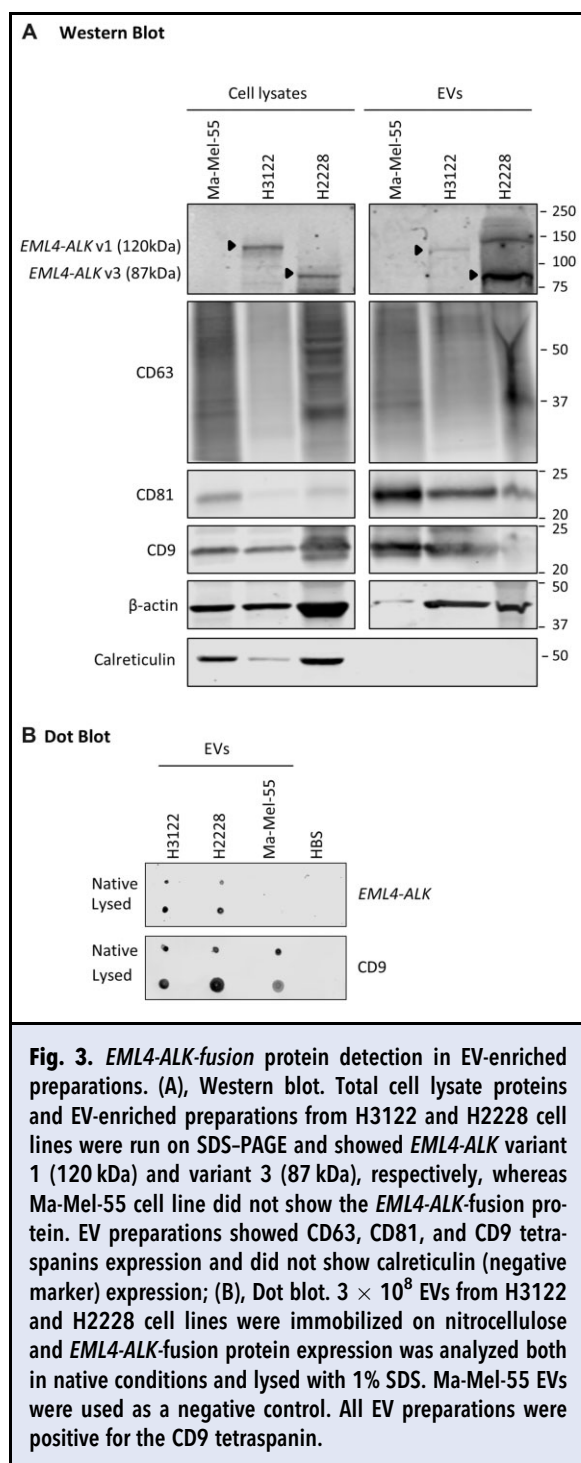 A Western Blot
Cell lysates EVs
Ma-Mel-55 H3122 H2228 Ma-Mel-55 H3122 H2228
250
EML4-ALK v1 (120kDa) 150
100
EML4-ALK v3 (87kDa) 75
50
CD63
37
25
CD81
20
25
CD9
20
50
β-actin
37
Calreticulin 50
B Dot Blot
EVs
H3122 H2228 Ma-Mel-55 HBS
Native
EML4-ALK
Lysed
Native
CD9
Lysed
Fig. 3. EML4-ALK-fusion protein detection in EV-enriched
preparations. (A), Western blot. Total cell lysate proteins
and EV-enriched preparations from H3122 and H2228 cell
lines were run on SDS–PAGE and showed EML4-ALK variant
1 (120 kDa) and variant 3 (87 kDa), respectively, whereas
Ma-Mel-55 cell line did not show the EML4-ALK-fusion pro-
tein. EV preparations showed CD63, CD81, and CD9 tetra-
spanins expression and did not show calreticulin (negative
marker) expression; (B), Dot blot. 3 × 10⁸ EVs from H3122
and H2228 cell lines were immobilized on nitrocellulose
and EML4-ALK-fusion protein expression was analyzed both
in native conditions and lysed with 1% SDS. Ma-Mel-55 EVs
were used as a negative control. All EV preparations were
positive for the CD9 tetraspanin.